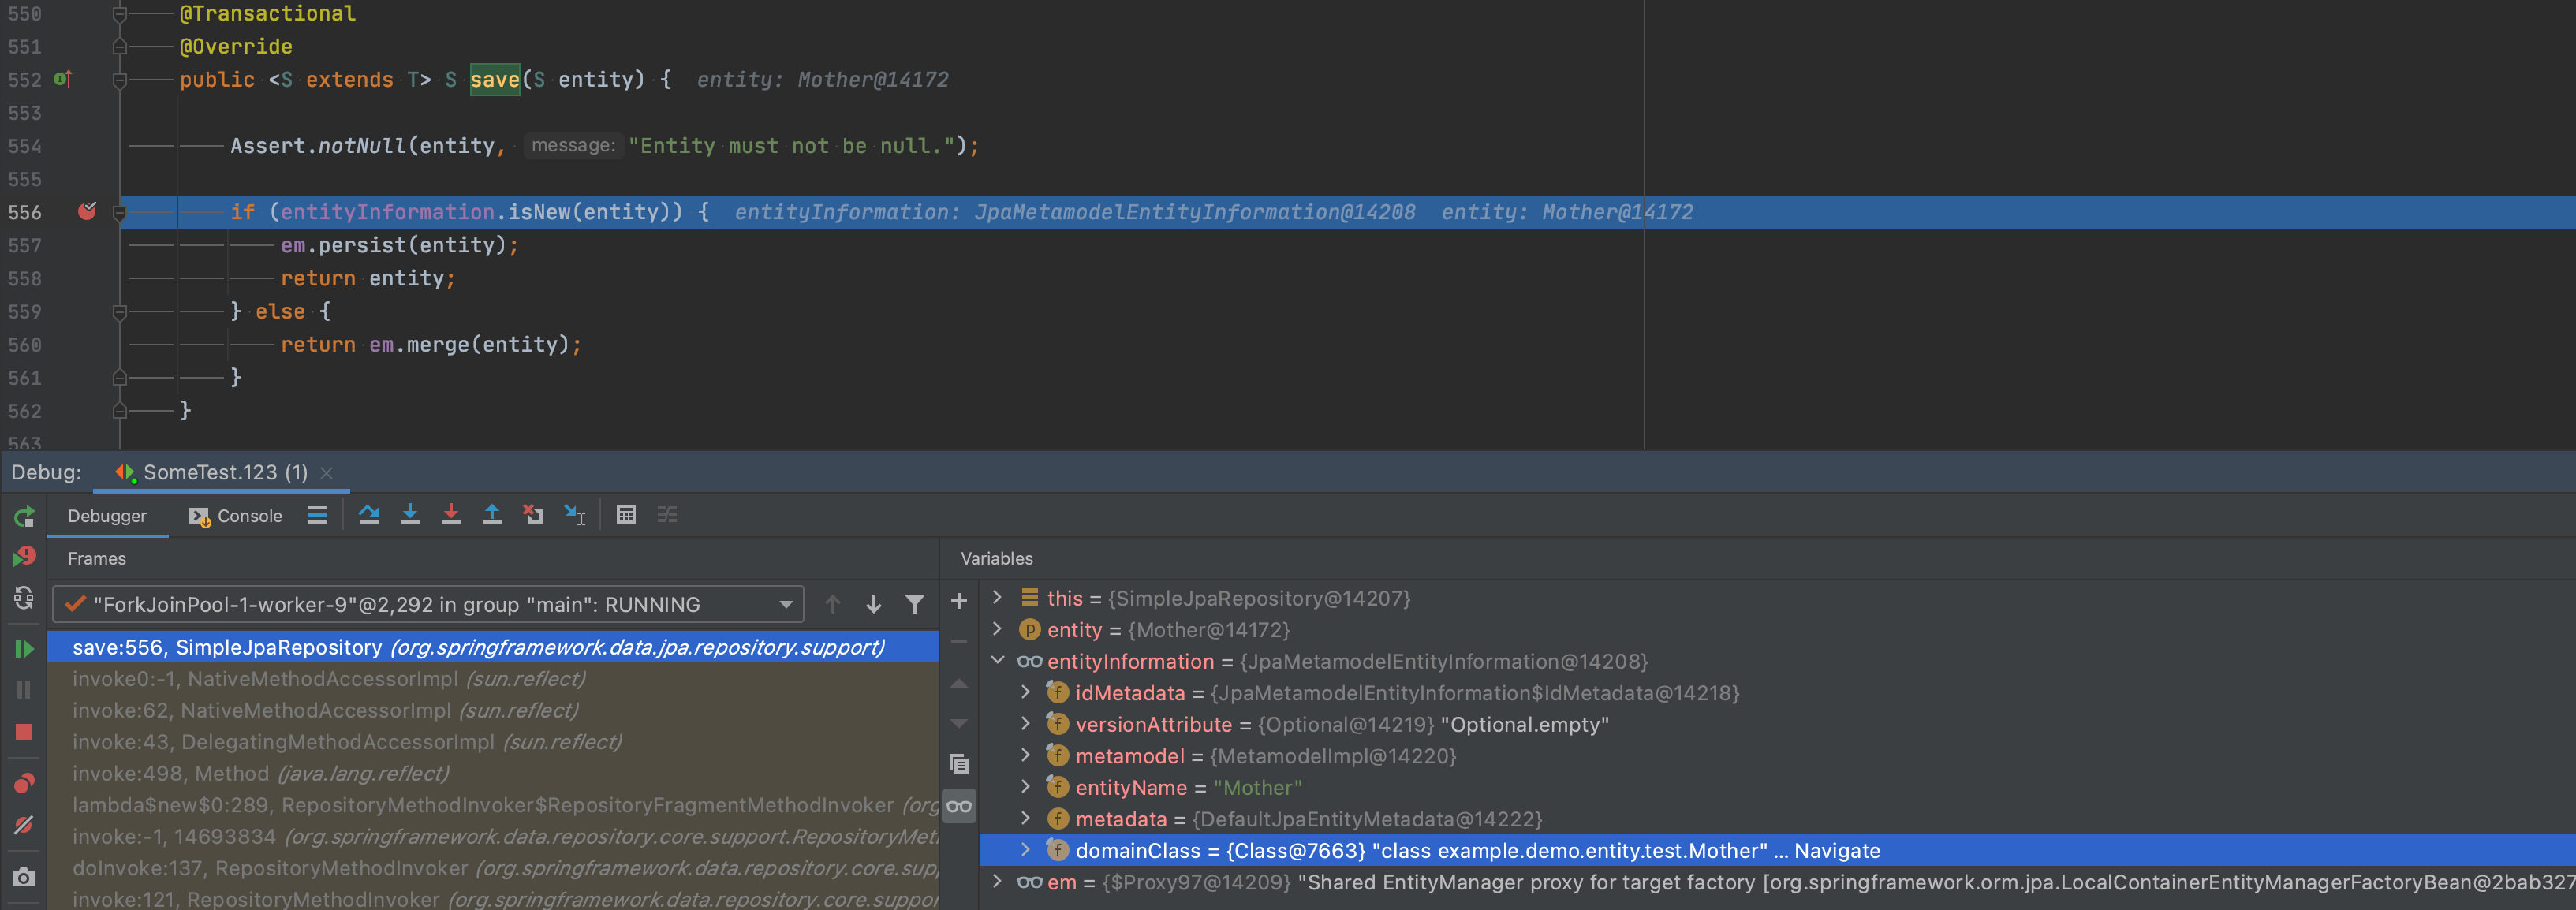 550 @Transactional
551 @Override
552 public <S extends T> S save(S entity) { entity: Mother@14172
553
554 Assert.notNull(entity, message: "Entity must not be null.");
555
556 if (entityInformation.isNew(entity)) { entityInformation: JpaMetamodelEntityInformation@14208 entity: Mother@14172
557 em.persist(entity);
558 return entity;
559 } else {
560 return em.merge(entity);
561 }
562 }
563
Debug: SomeTest.123 (1)
Debugger Console
Frames
"ForkJoinPool-1-worker-9"@2,292 in group "main": RUNNING
save:556, SimpleJpaRepository (org.springframework.data.jpa.repository.support)
invoke0:-1, NativeMethodAccessorImpl (sun.reflect)
invoke:62, NativeMethodAccessorImpl (sun.reflect)
invoke:43, DelegatingMethodAccessorImpl (sun.reflect)
invoke:498, Method (java.lang.reflect)
lambda$new$0:289, RepositoryMethodInvoker$RepositoryFragmentMethodInvoker (org
invoke:-1, 14693834 (org.springframework.data.repository.core.support.RepositoryMet
doInvoke:137, RepositoryMethodInvoker (org.springframework.data.repository.core.sup
invoke:121, RepositoryMethodInvoker (org.springframework.data.repository.core.suppo
Variables
this = {SimpleJpaRepository@14207}
entity = {Mother@14172}
entityInformation = {JpaMetamodelEntityInformation@14208}
idMetadata = {JpaMetamodelEntityInformation$IdMetadata@14218}
versionAttribute = {Optional@14219} "Optional.empty"
metamodel = {MetamodelImpl@14220}
entityName = "Mother"
metadata = {DefaultJpaEntityMetadata@14222}
domainClass = {Class@7663} "class example.demo.entity.test.Mother" ... Navigate
em = {$Proxy97@14209} "Shared EntityManager proxy for target factory [org.springframework.orm.jpa.LocalContainerEntityManagerFactoryBean@2bab327